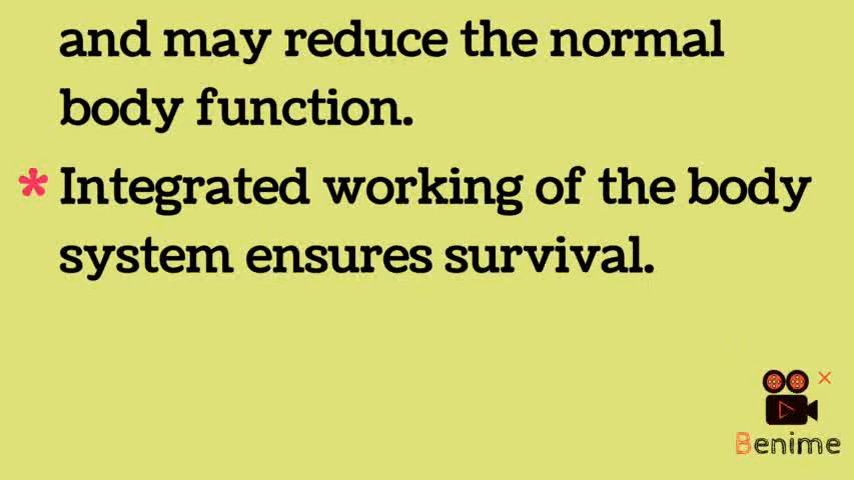 and may reduce the normal
body function.
* Integrated working of the body
system ensures survival.
Benime